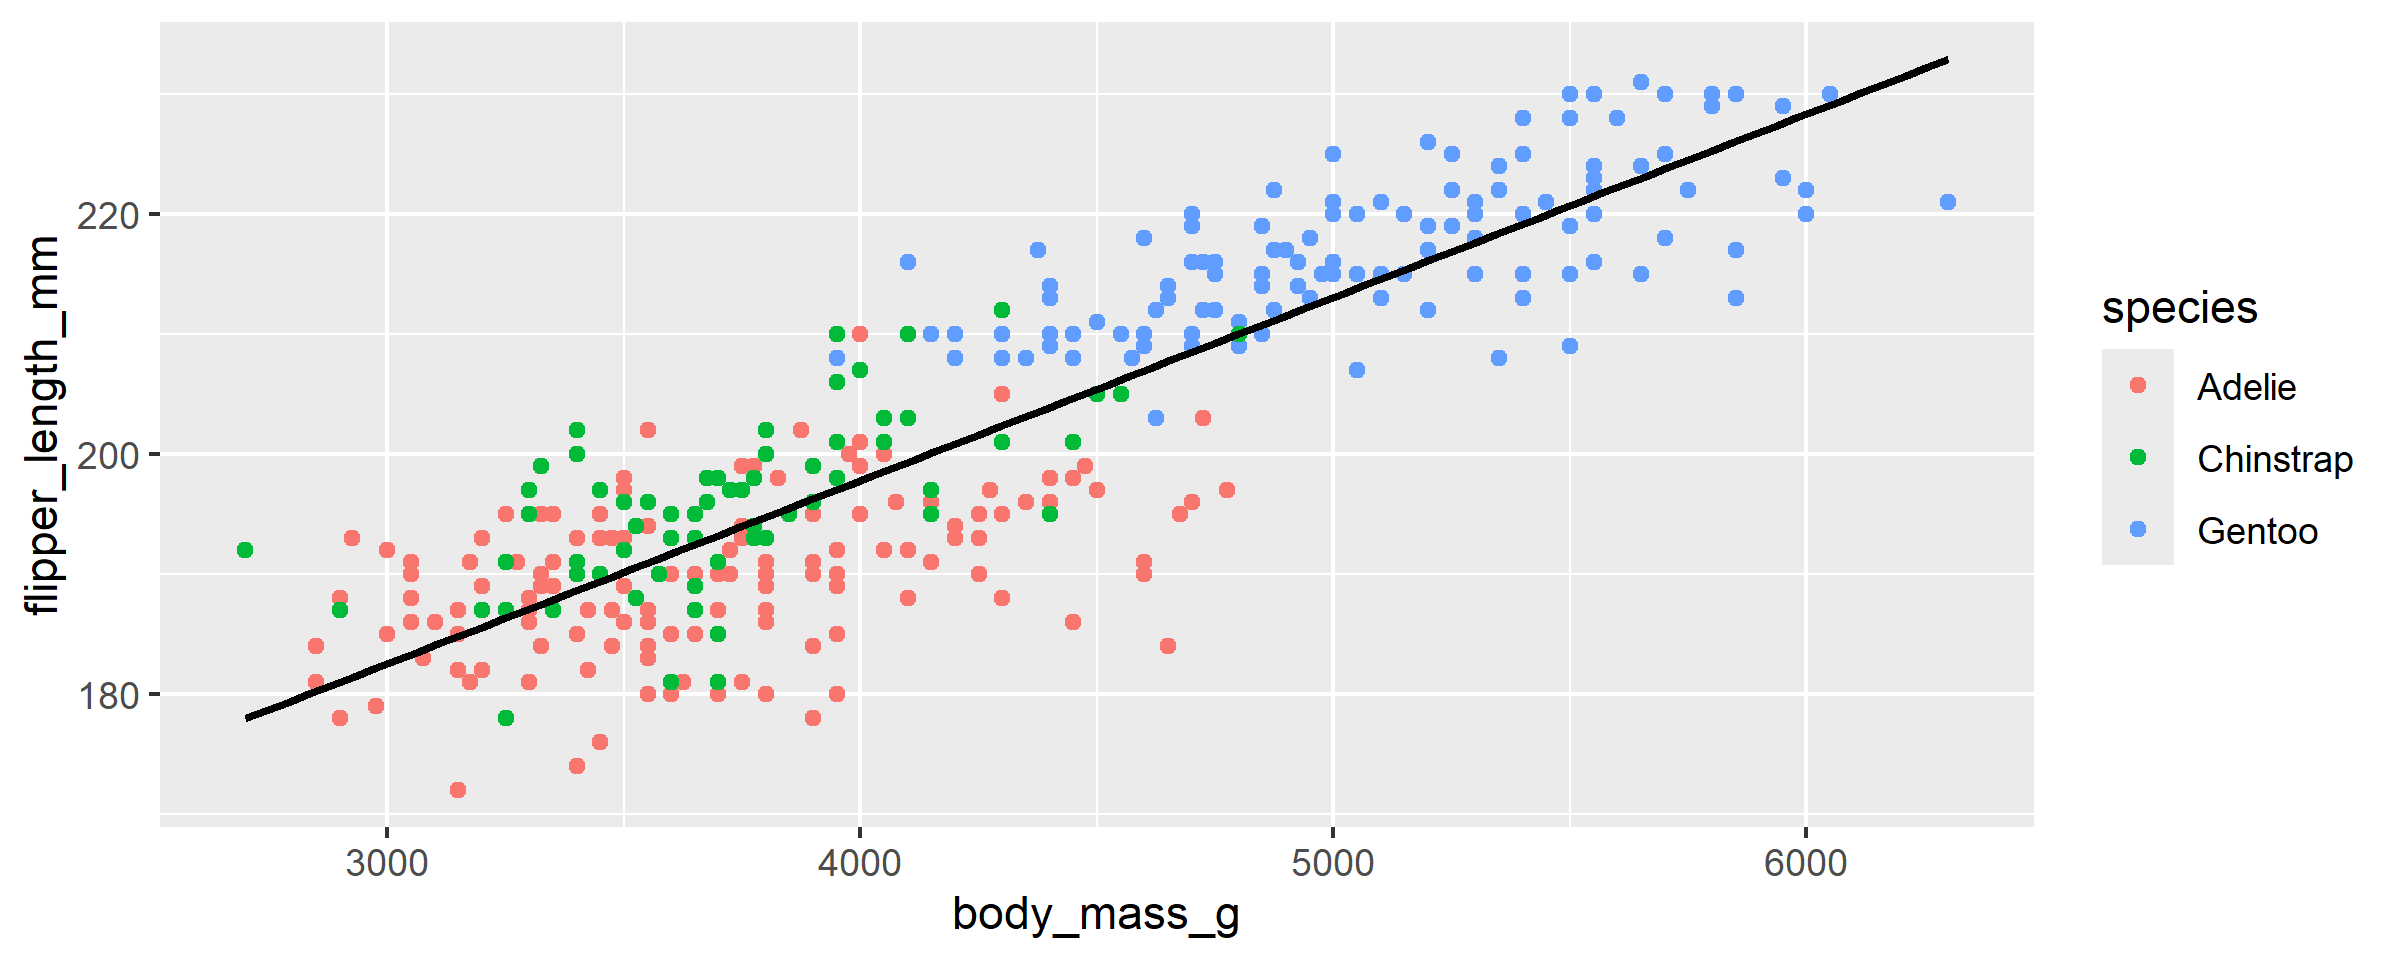 flipper_length_mm
220
200
180
3000 4000 5000 6000
body_mass_g
species
Adelie
Chinstrap
Gentoo